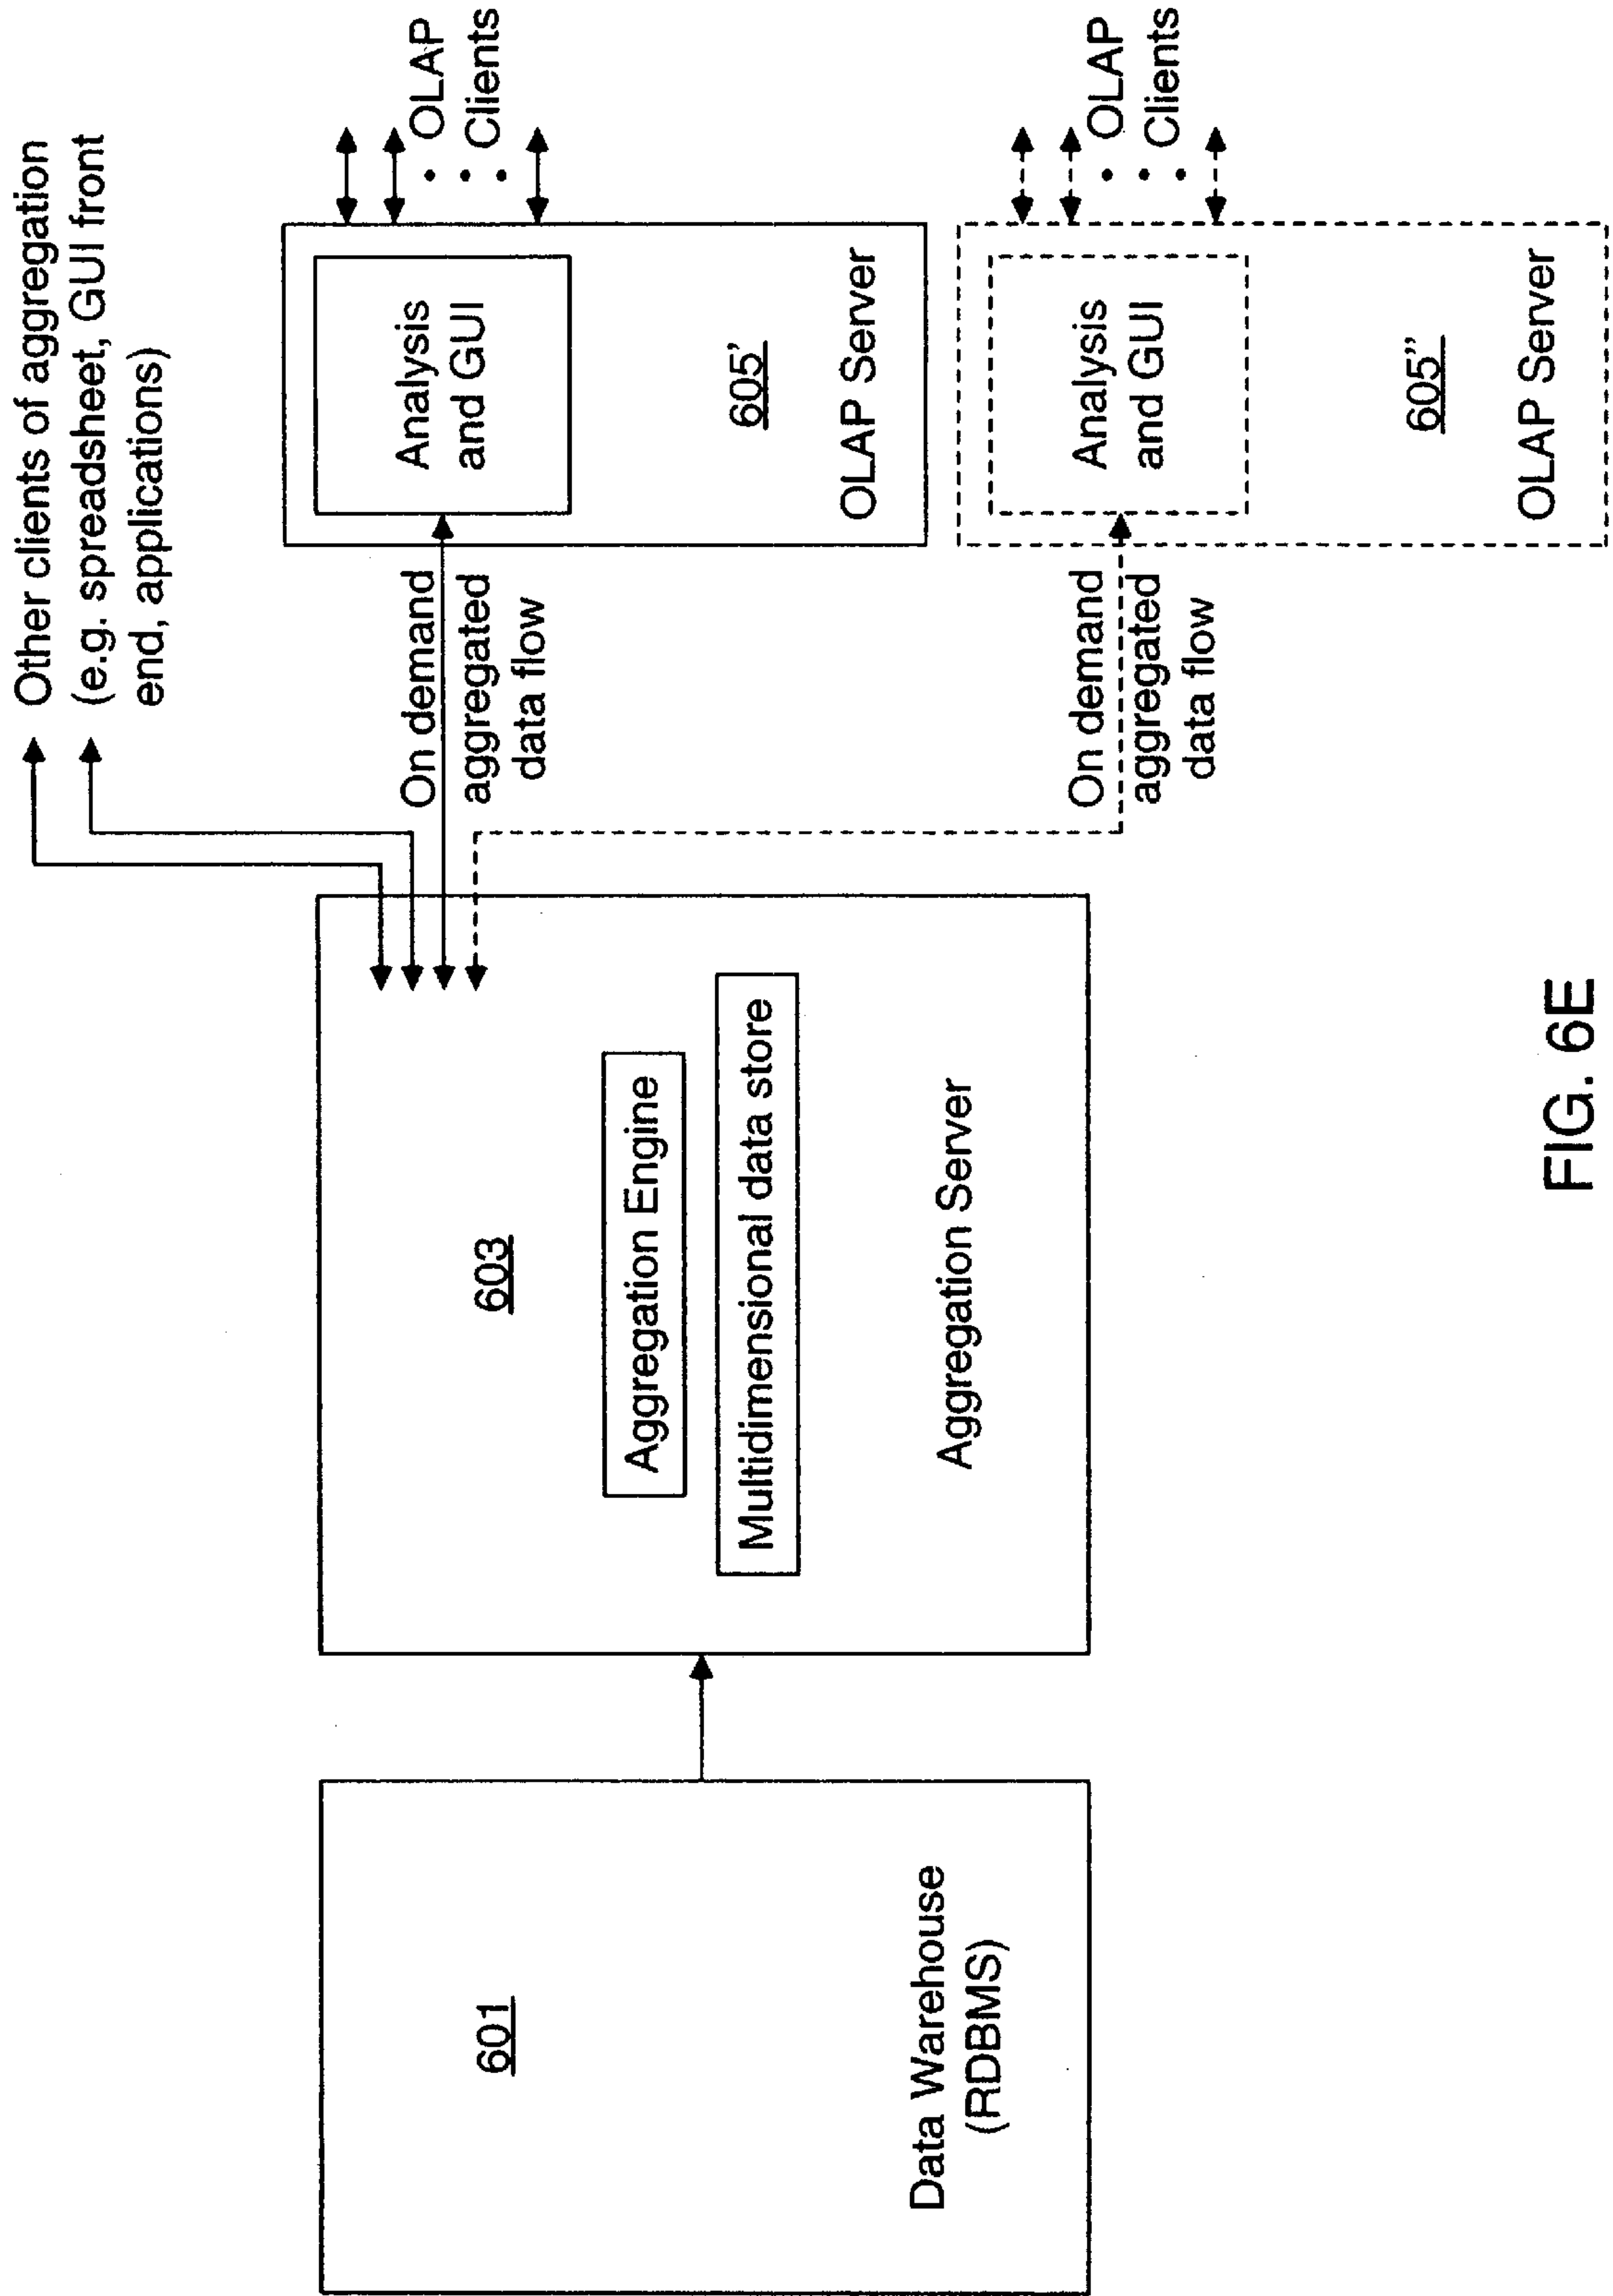 Other clients of aggregation
(e.g. spreadsheet, GUI front
end, applications)
601
Data Warehouse
(RDBMS)
603
Aggregation Engine
Multidimensional data store
Aggregation Server
On demand
aggregated
data flow
Analysis
and GUI
605'
OLAP Server
OLAP
Clients
On demand
aggregated
data flow
Analysis
and GUI
605"
OLAP Server
OLAP
Clients
FIG. 6E